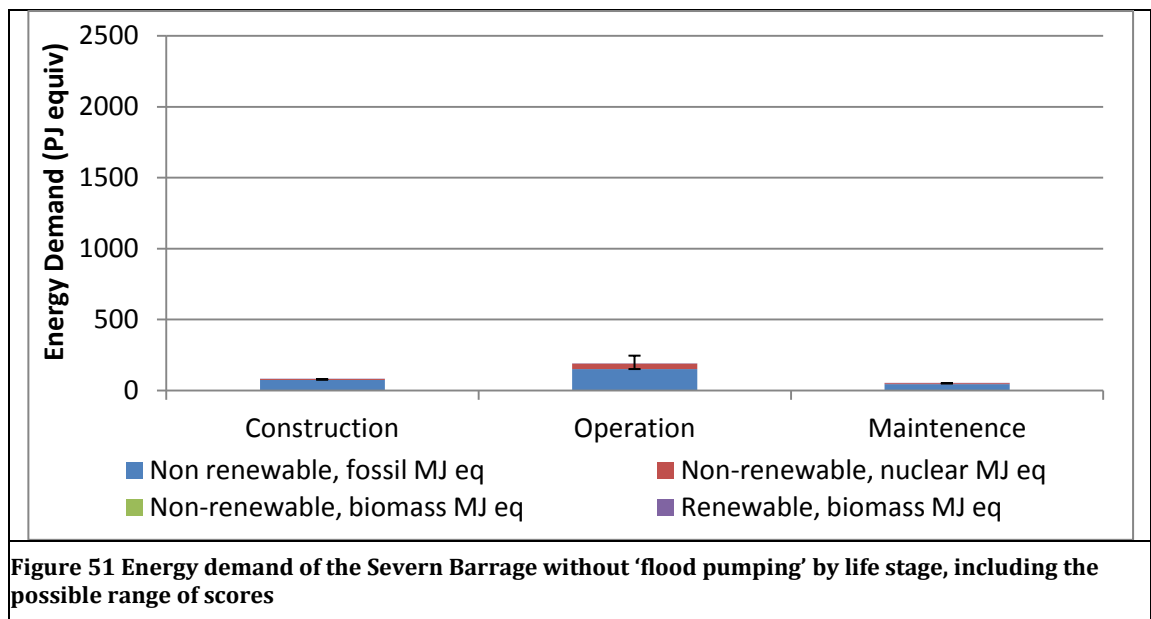 2500
2000
1500
1000
500
0
Energy Demand (PJ equiv)
Construction Operation Maintenence
Non renewable, fossil MJ eq Non-renewable, nuclear MJ eq
Non-renewable, biomass MJ eq Renewable, biomass MJ eq
Figure 51 Energy demand of the Severn Barrage without ‘flood pumping’ by life stage, including the
possible range of scores